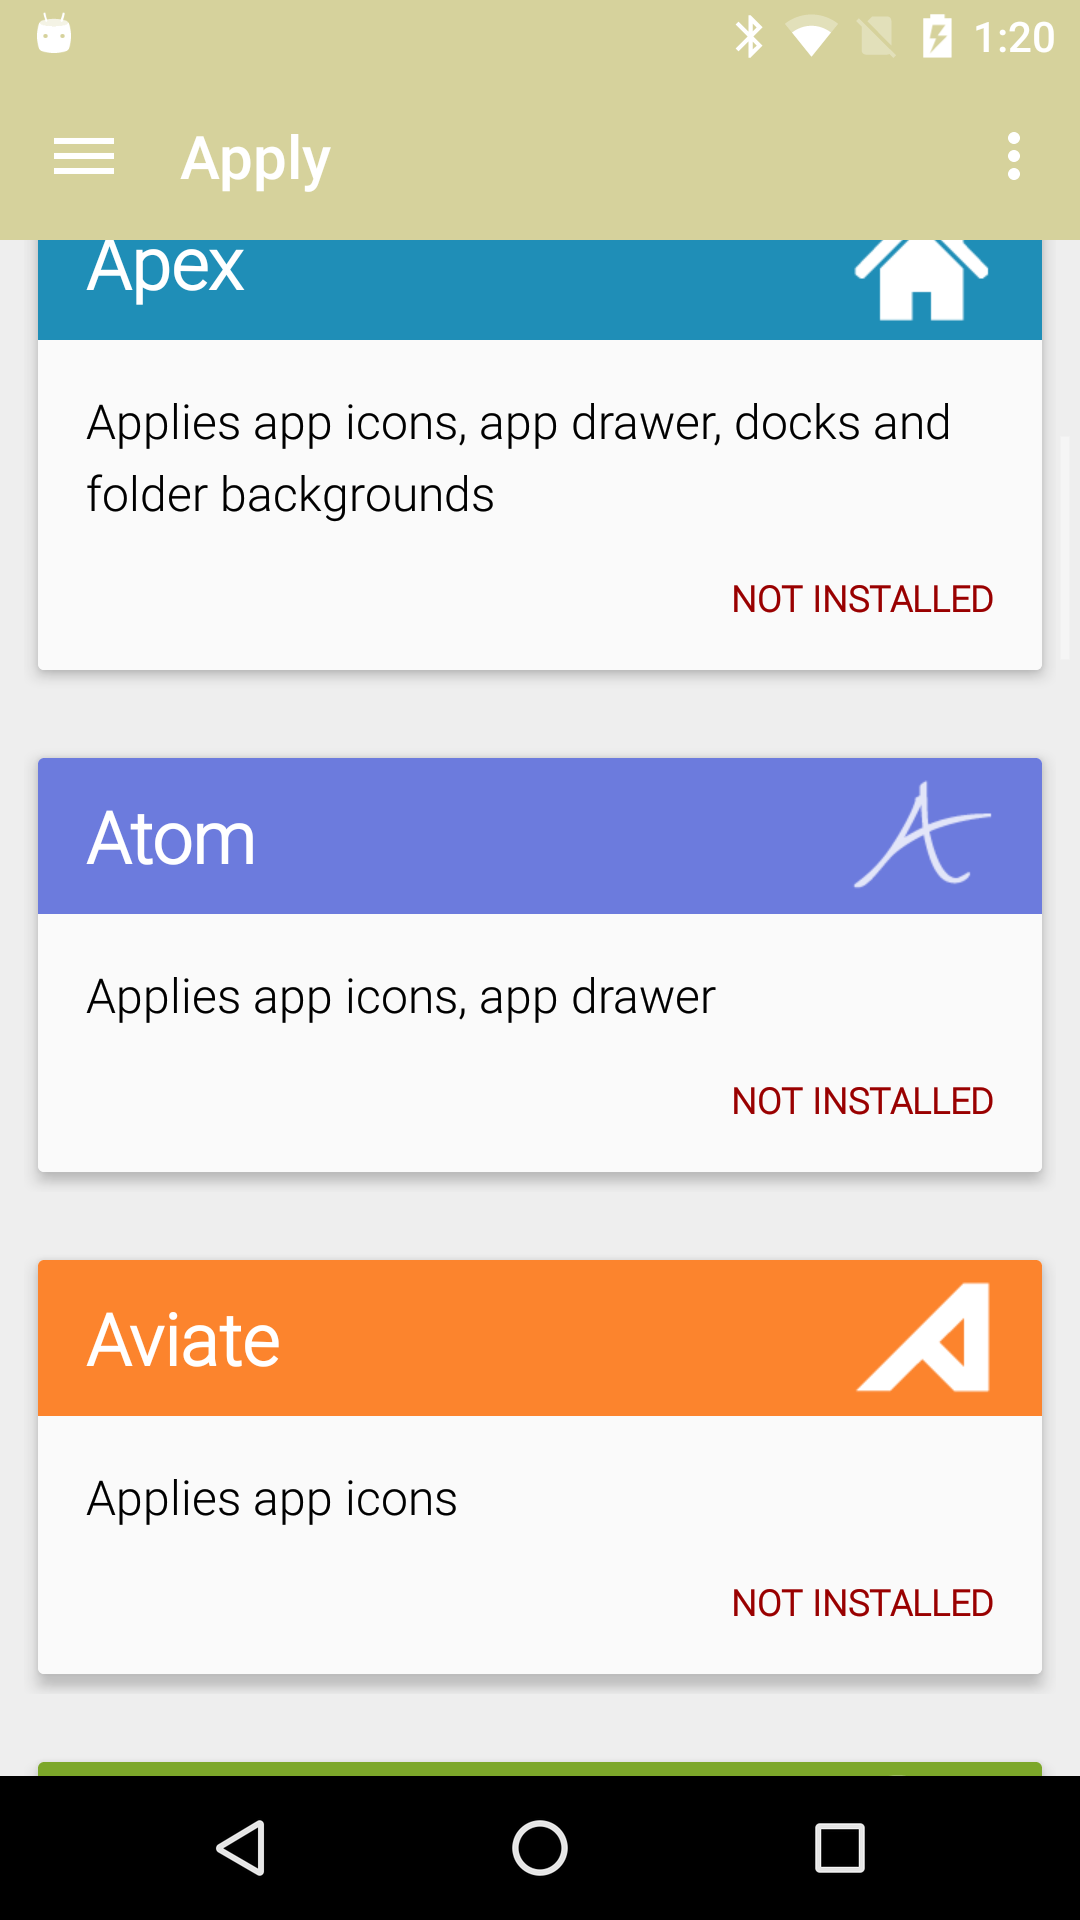 1:20
Apply
Apex
Applies app icons, app drawer, docks and
folder backgrounds
NOT INSTALLED
Atom
Applies app icons, app drawer
NOT INSTALLED
Aviate
Applies app icons
NOT INSTALLED